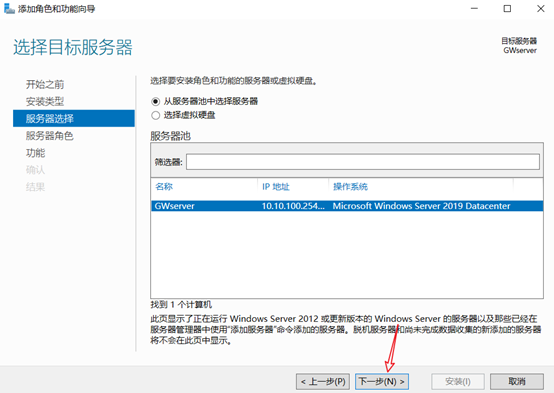 添加角色和功能向导
选择目标服务器
目标服务器
GWserver
开始之前
安装类型
服务器选择
服务器角色
功能
确认
结果
选择要安装角色和功能的服务器或虚拟硬盘。
从服务器池中选择服务器
选择虚拟硬盘
服务器池
筛选器:
名称 IP 地址 操作系统
GWserver 10.10.100.254... Microsoft Windows Server 2019 Datacenter
找到 1 个计算机
此页显示了正在运行 Windows Server 2012 或更新版本的 Windows Server 的服务器以及那些已经在
服务器管理器中使用"添加服务器"命令添加的服务器。脱机服务器和尚未完成数据收集的新添加的服务器
将不会在此页中显示。
< 上一步(P) 下一步(N) > 安装(I) 取消